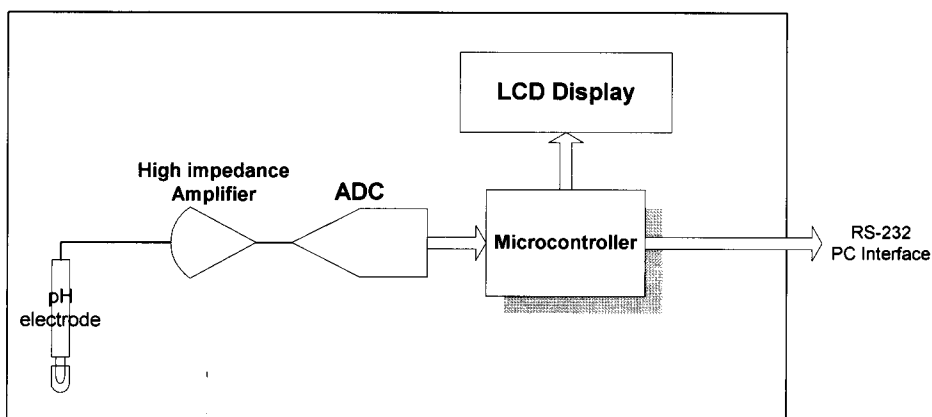 LCD Display
High impedance
Amplifier
ADC
Microcontroller
RS-232
PC Interface
pH
electrode